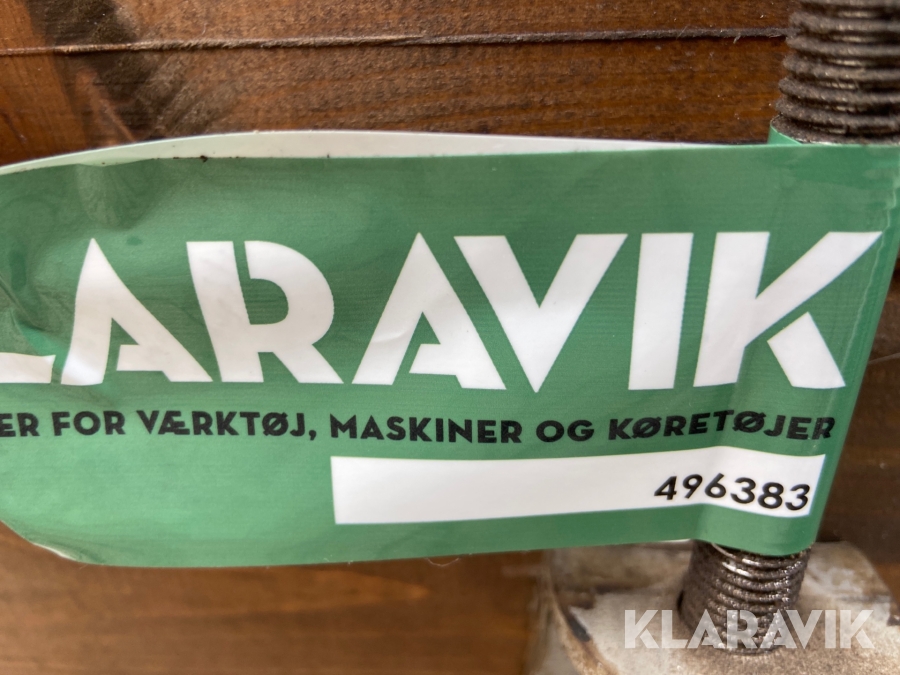 LARAVIK
ER FOR VÆRKTØJ, MASKINER OG KØRETØJER
496383
KLARAVIK